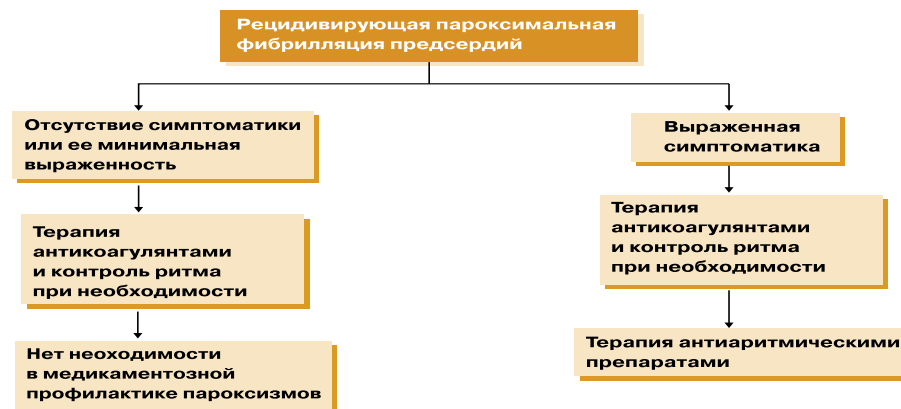 Рецидивирующая пароксимальная
фибрилляция предсердий
Отсутствие симптоматики
или ее минимальная
выраженность
Выраженная
симптоматика
Терапия
антикоагулянтами
и контроль ритма
при необходимости
Терапия
антикоагулянтами
и контроль ритма
при необходимости
Нет неоходимости
в медикаментозной
профилактике пароксизмов
Терапия антиаритмическими
препаратами